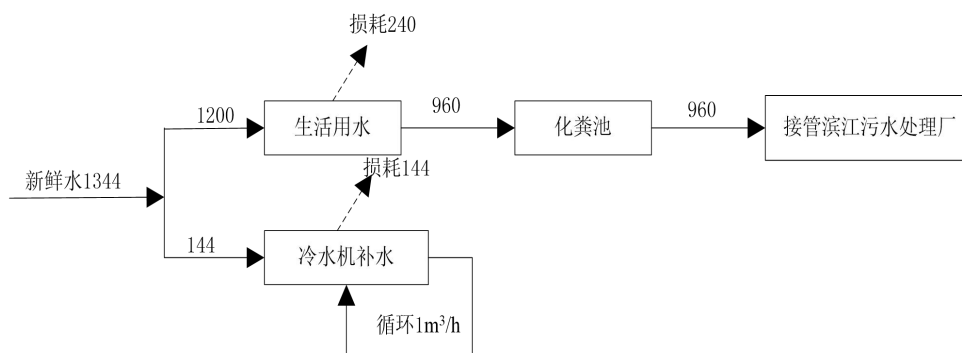 损耗240
1200
生活用水
960
化粪池
960
接管滨江污水处理厂
新鲜水1344
损耗144
144
冷水机补水
循环1m³/h